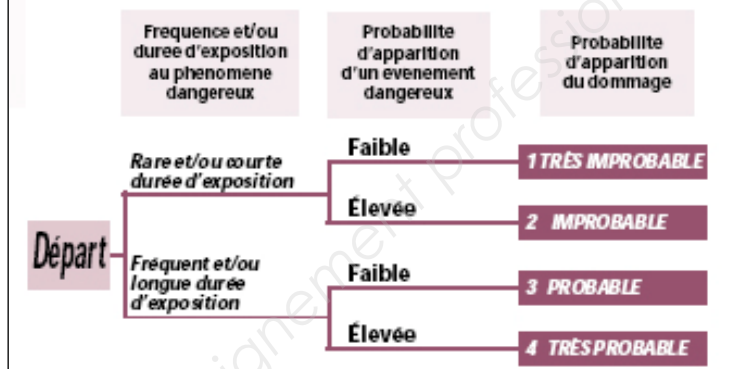 Frequence et/ou
duree d'exposition
au phenomene
dangereux
Probabilite
d'apparition
d'un evenement
dangereux
Probabilite
d'apparition
du dommage
Départ
Rare et/ou courte
durée d'exposition
Faible
1 TRÈS IMPROBABLE
Élevée
2 IMPROBABLE
Fréquent et/ou
longue durée
d'exposition
Faible
3 PROBABLE
Élevée
4 TRÈS PROBABLE
ignement profession